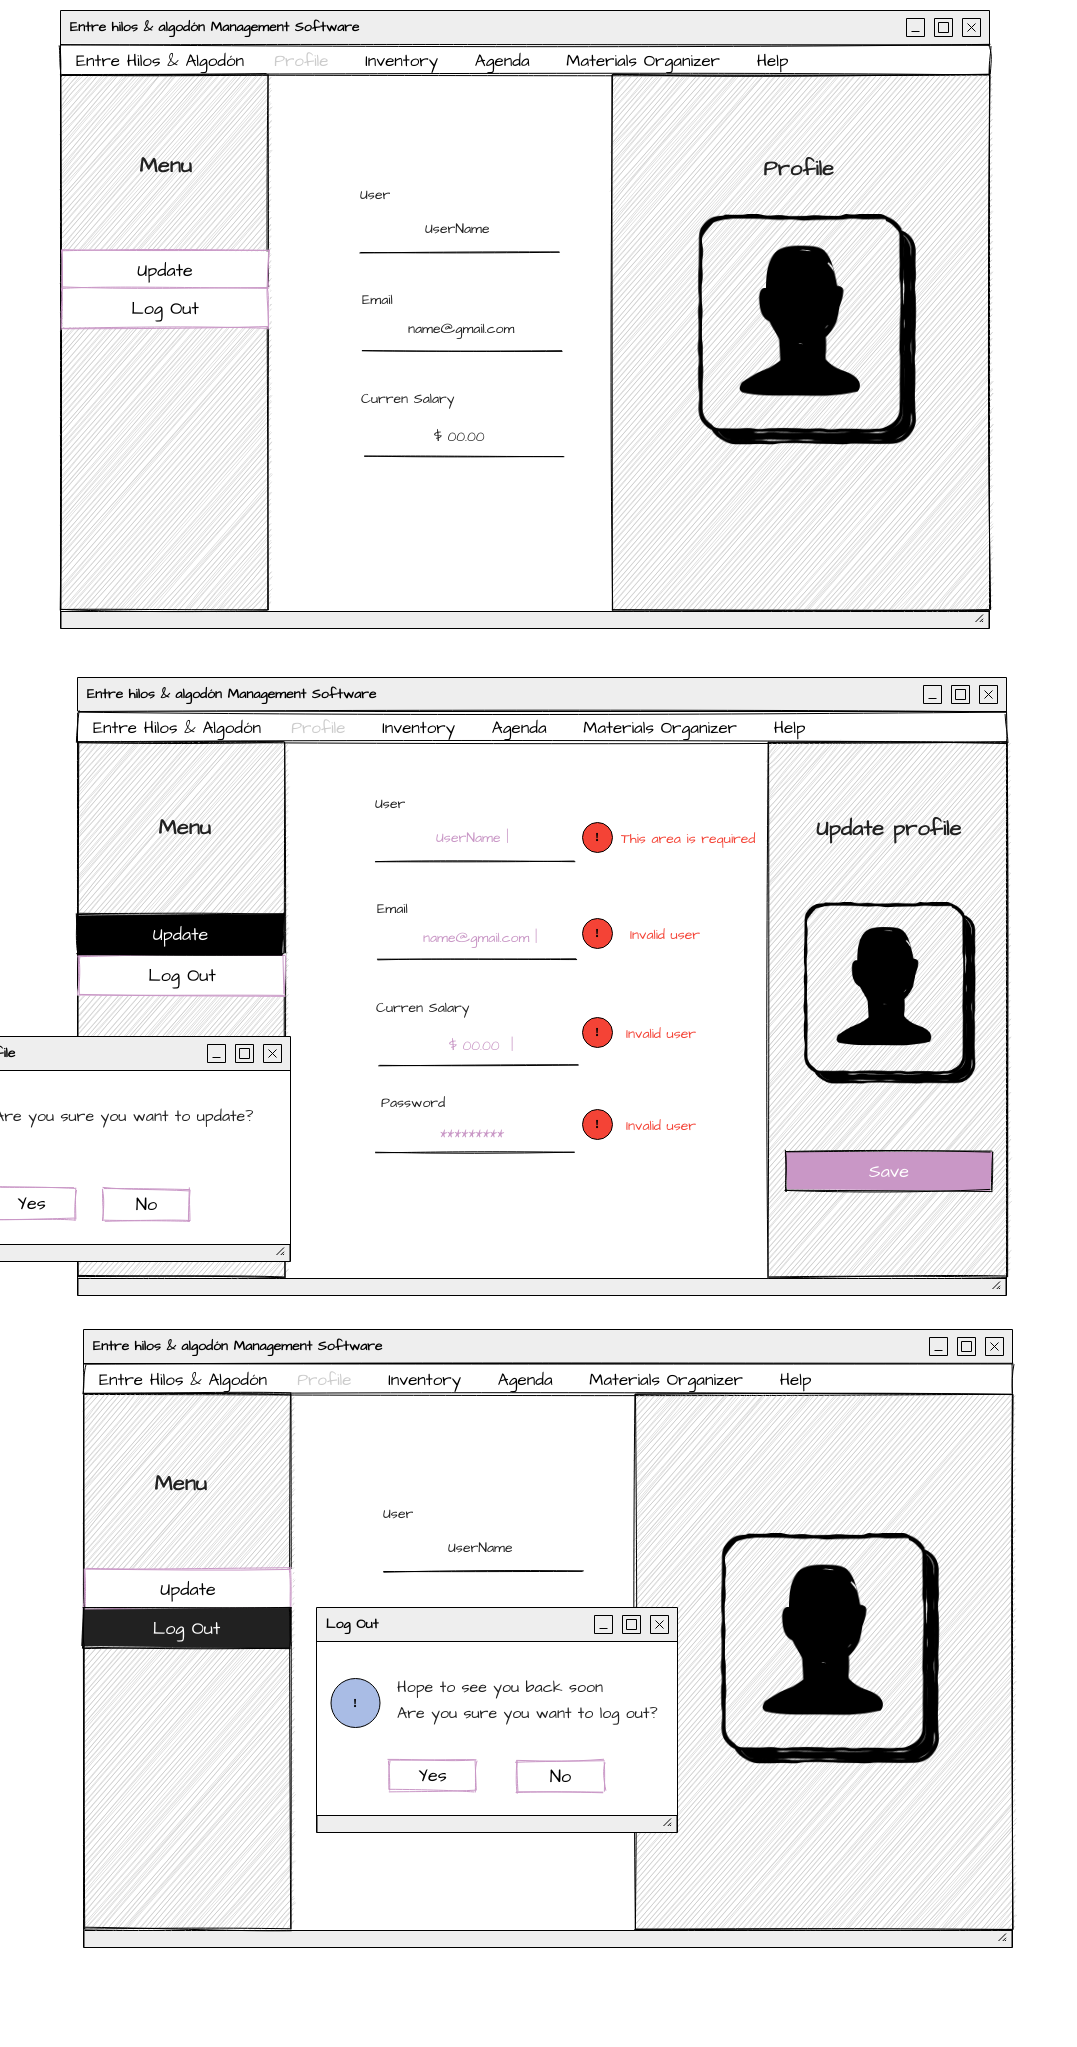 Entre hilos & algodón Management Software
Entre Hilos & Algodón Profile Inventory Agenda Materials Organizer Help
Menu
Update
Log Out
User
UserName
Email
name@gmail.com
Curren Salary
$ 00.00
Profile
Entre hilos & algodón Management Software
Entre Hilos & Algodón Profile Inventory Agenda Materials Organizer Help
Menu
Update
Log Out
User
UserName |
! This area is required
Email
name@gmail.com |
! Invalid user
Curren Salary
$ 00.00 |
! Invalid user
Password
*********
! Invalid user
Update profile
Save
file
Are you sure you want to update?
Yes No
Entre hilos & algodón Management Software
Entre Hilos & Algodón Profile Inventory Agenda Materials Organizer Help
Menu
Update
Log Out
User
UserName
Log Out
!
Hope to see you back soon
Are you sure you want to log out?
Yes No